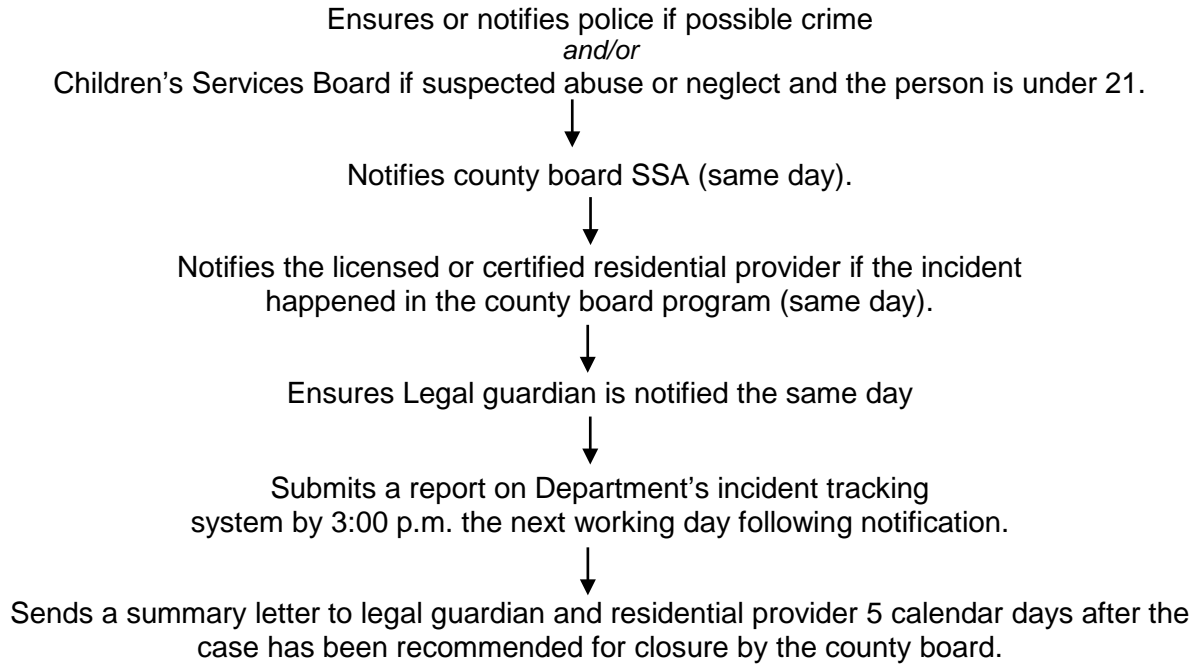 Ensures or notifies police if possible crime
and/or
Children’s Services Board if suspected abuse or neglect and the person is under 21.
Notifies county board SSA (same day).
Notifies the licensed or certified residential provider if the incident
happened in the county board program (same day).
Ensures Legal guardian is notified the same day
Submits a report on Department’s incident tracking
system by 3:00 p.m. the next working day following notification.
Sends a summary letter to legal guardian and residential provider 5 calendar days after the
case has been recommended for closure by the county board.